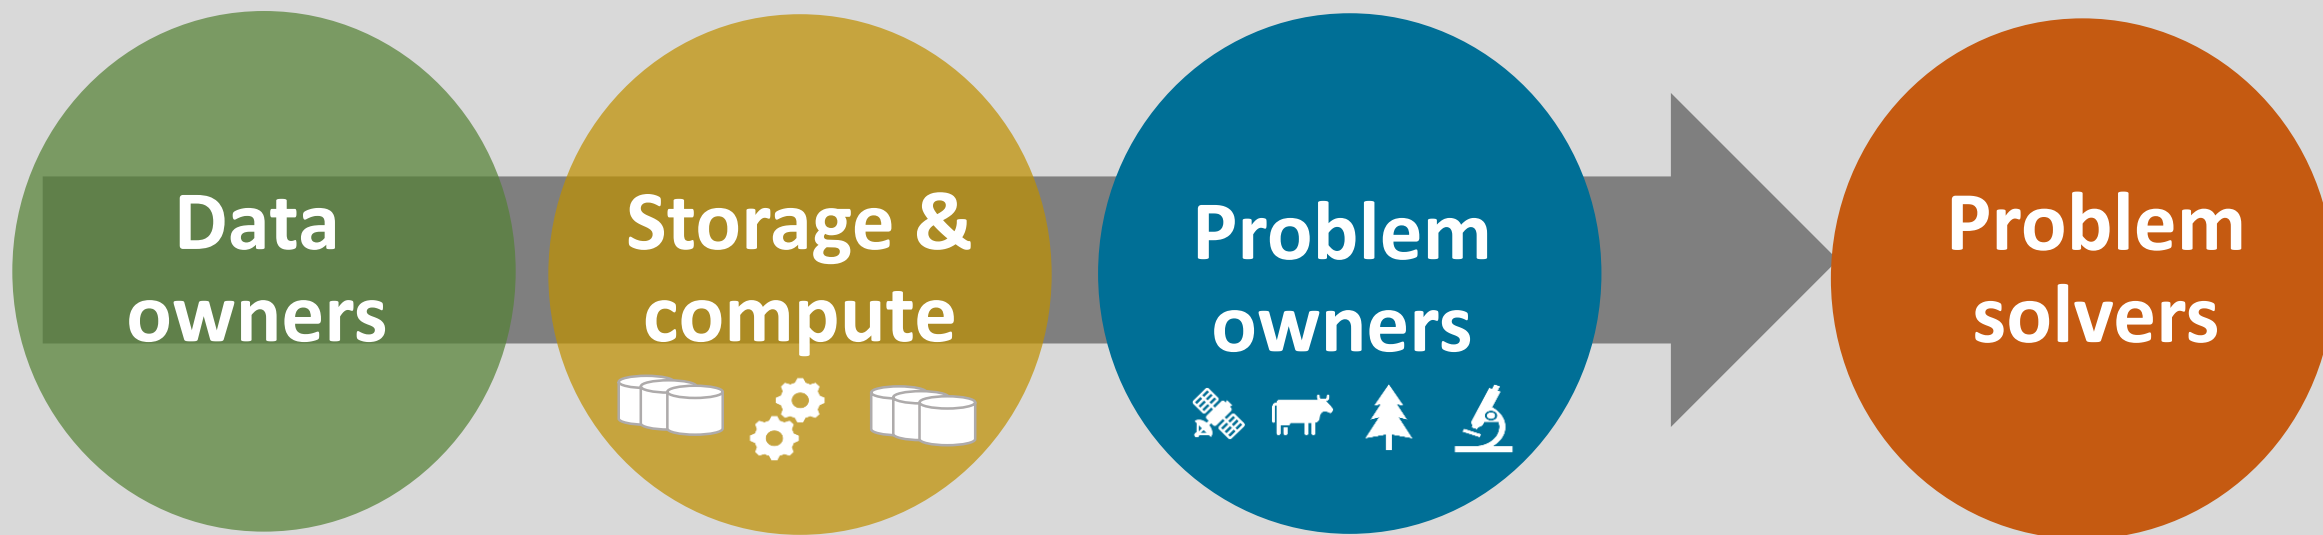 Data
owners
Storage &
compute
Problem
owners
Problem
solvers